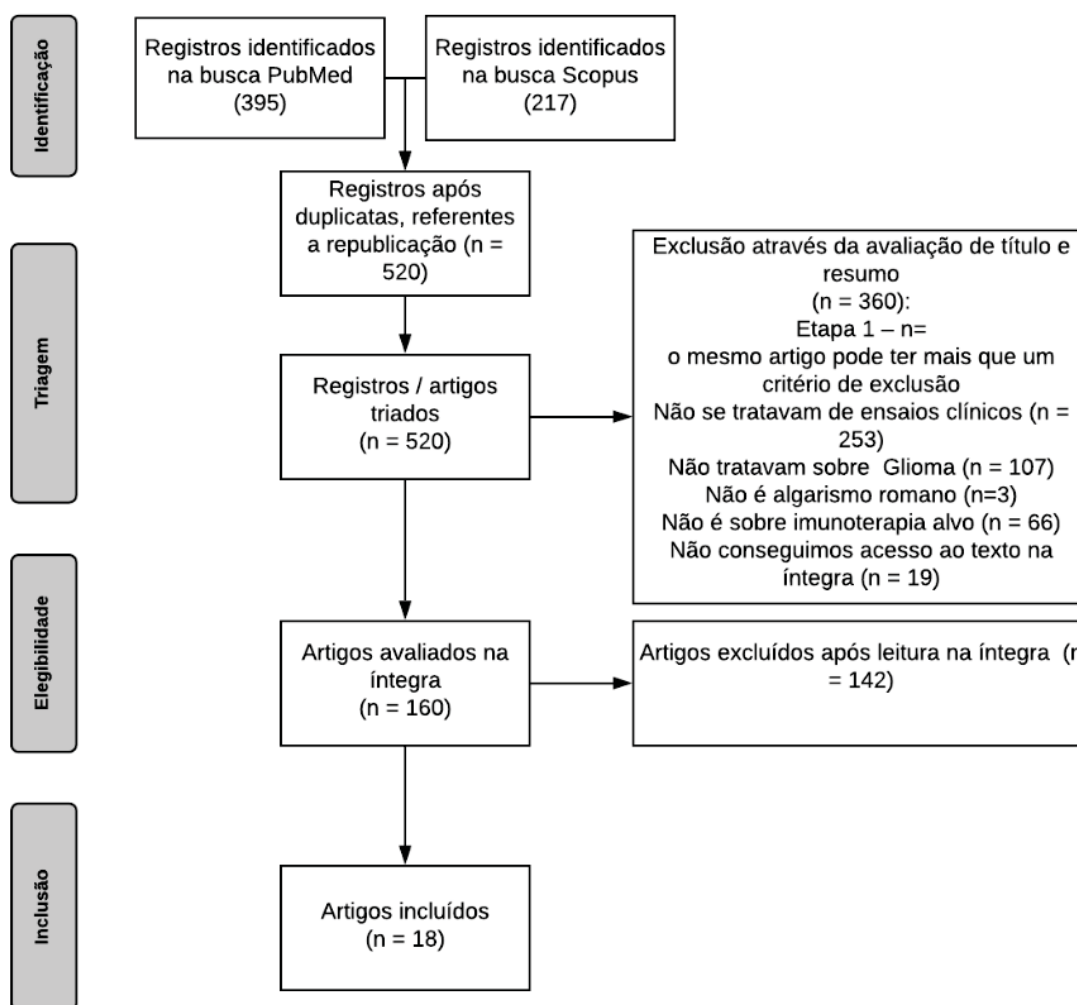 Identificação
Registros identificados
na busca PubMed
(395)
Registros identificados
na busca Scopus
(217)
Registros após
duplicatas, referentes
a republicação (n =
520)
Triagem
Registros / artigos
triados
(n = 520)
Exclusão através da avaliação de título e
resumo
(n = 360):
Etapa 1 – n=
o mesmo artigo pode ter mais que um
critério de exclusão
Não se tratavam de ensaios clínicos (n =
253)
Não tratavam sobre  Glioma (n = 107)
Não é algarismo romano (n=3)
Não é sobre imunoterapia alvo (n = 66)
Não conseguimos acesso ao texto na
íntegra (n = 19)
Elegibilidade
Artigos avaliados na
íntegra
(n = 160)
Artigos excluídos após leitura na íntegra  (n
= 142)
Inclusão
Artigos incluídos
(n = 18)